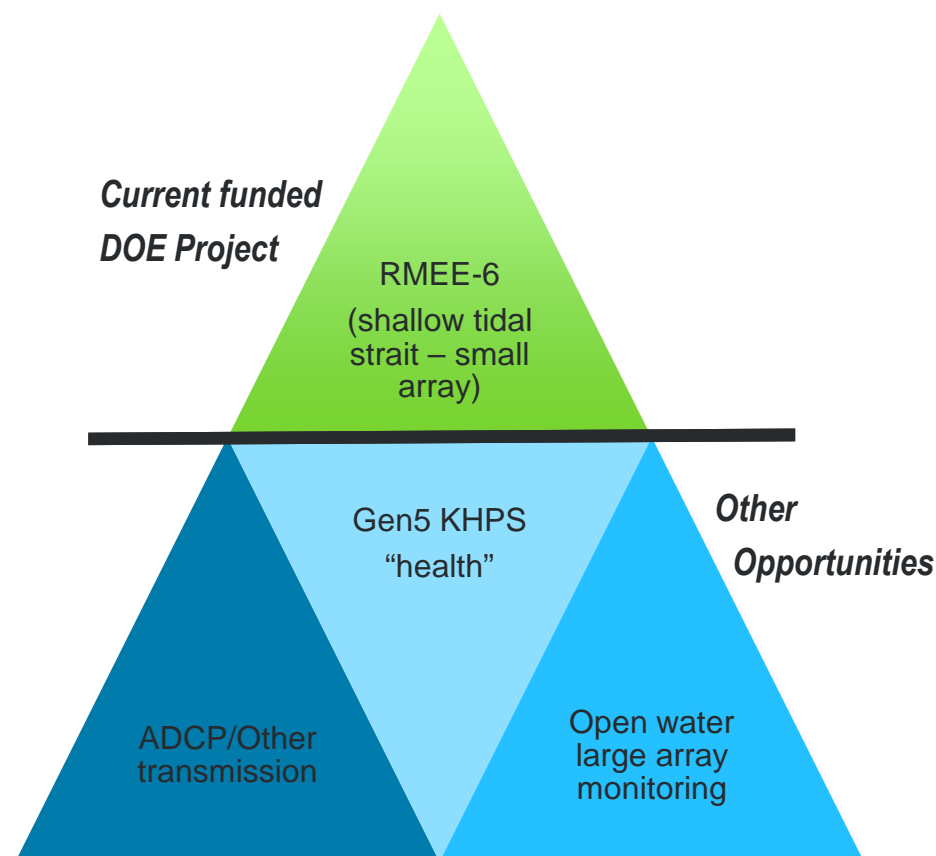 Current funded
DOE Project
RMEE-6
(shallow tidal
strait – small
array)
Gen5 KHPS
“health”
Other
Opportunities
ADCP/Other
transmission
Open water
large array
monitoring